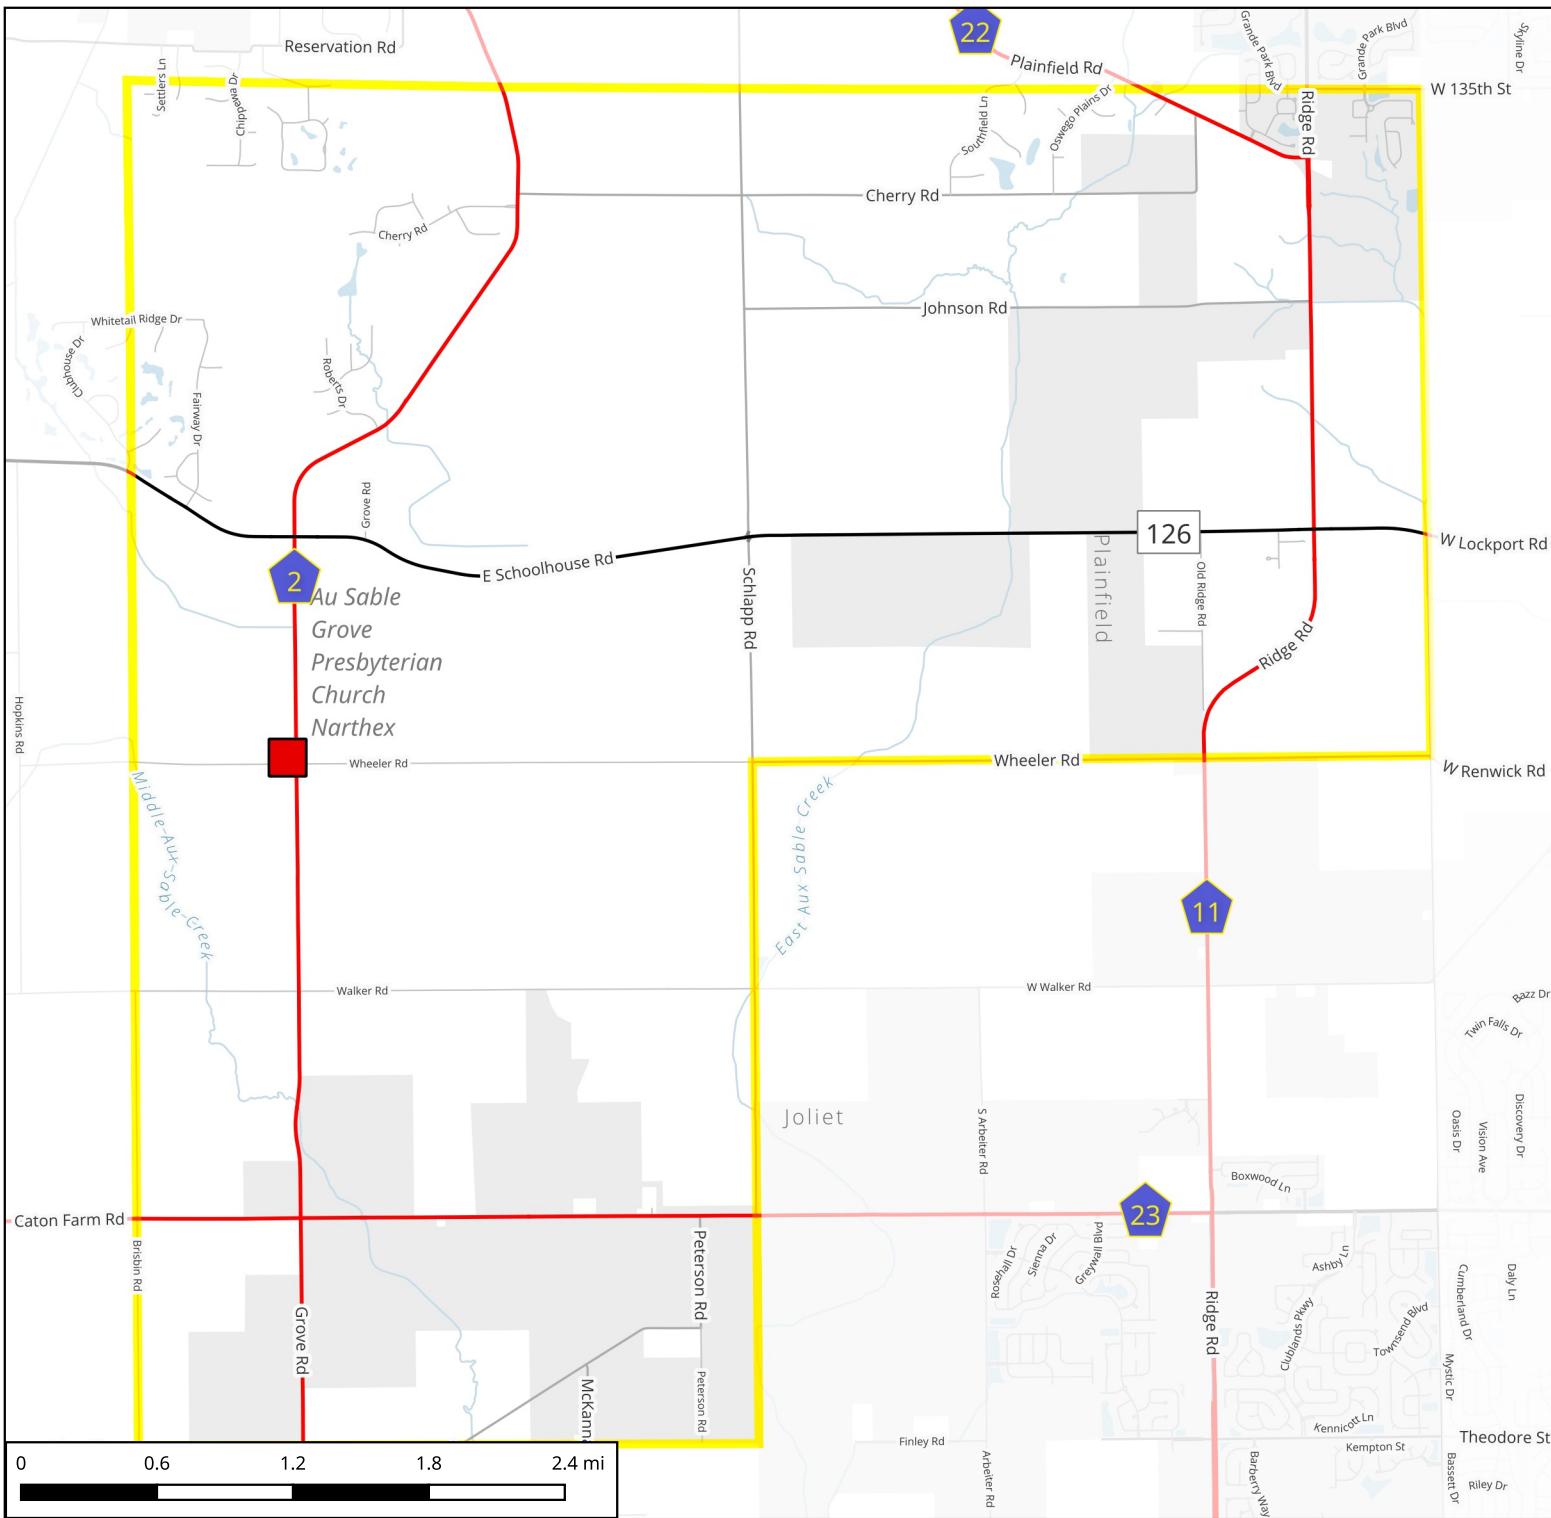 Reservation Rd
Settlers Ln
Chippewa Dr
22
Plainfield Rd
Grande Park Blvd
Grande Park Blvd
Skyline Dr
W 135th St
Ridge Rd
Southfield Ln
Oswego Plains Dr
Cherry Rd
Cherry Rd
Johnson Rd
Whitetail Ridge Dr
Clubhouse Dr
Fairway Dr
Roberts Dr
Grove Rd
126
W Lockport Rd
E Schoolhouse Rd
2
Au Sable
Grove
Presbyterian
Church
Narthex
Schlapp Rd
Plainfield
Old Ridge Rd
Ridge Rd
Hopkins Rd
Wheeler Rd
Wheeler Rd
W Renwick Rd
Middle Aux Sable Creek
East Aux Sable Creek
11
Walker Rd
W Walker Rd
Bazz Dr
Twin Falls Dr
Joliet
S Arbeiter Rd
Oasis Dr
Vision Ave
Discovery Dr
Boxwood Ln
Caton Farm Rd
23
Brisbin Rd
Peterson Rd
Rosehall Dr
Sienna Dr
Greywall Blvd
Ashby Ln
Cumberland Dr
Daly Ln
Grove Rd
Ridge Rd
Clublands Pkwy
Townsend Blvd
McKanna
Peterson Rd
Mystic Dr
Kennicott Ln
Finley Rd
Kempton St
Theodore St
Arbeiter Rd
Barberry Way
Bassett Dr
Riley Dr
0 0.6 1.2 1.8 2.4 mi